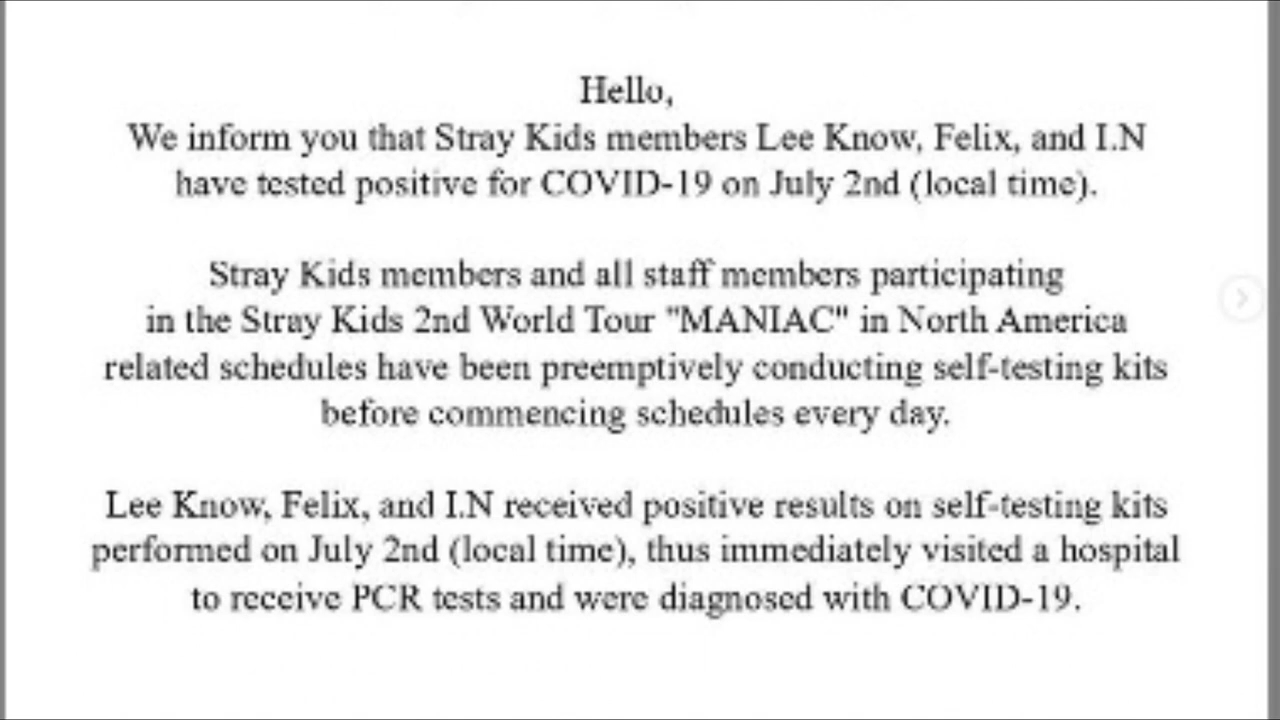 Hello,
We inform you that Stray Kids members Lee Know, Felix, and I.N
have tested positive for COVID-19 on July 2nd (local time).
Stray Kids members and all staff members participating
in the Stray Kids 2nd World Tour "MANIAC" in North America
related schedules have been preemptively conducting self-testing kits
before commencing schedules every day.
Lee Know, Felix, and I.N received positive results on self-testing kits
performed on July 2nd (local time), thus immediately visited a hospital
to receive PCR tests and were diagnosed with COVID-19.